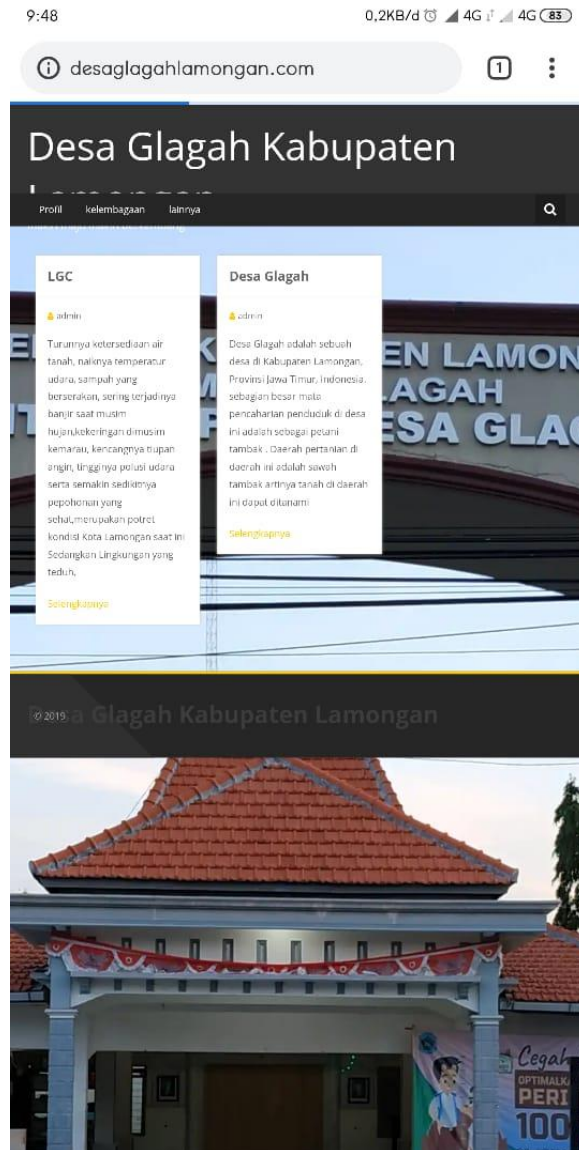 9:48
0,2KB/d 4G 4G 83
desaglagahlamongan.com
1
Desa Glagah Kabupaten
Lamongan
Profil kelembagaan lainnya
LGC
admin
Turunnya ketersediaan air
tanah, naiknya temperatur
udara, sampah yang
berserakan, sering terjadinya
banjir saat musim
hujan,kekeringan dimusim
kemarau, kencangnya tiupan
angin, tingginya polusi udara
serta semakin sedikitnya
pepohonan yang
sehat,merupakan potret
kondisi Kota Lamongan saat ini
Sedangkan Lingkungan yang
teduh,
Selengkapnya
Desa Glagah
admin
Desa Glagah adalah sebuah
desa di Kabupaten Lamongan,
Provinsi Jawa Timur, Indonesia.
sebagian besar mata
pencaharian penduduk di desa
ini adalah sebagai petani
tambak . Daerah pertanian di
daerah ini adalah sawah
tambak artinya tanah di daerah
ini dapat ditanami
Selengkapnya
EN LAMON
LAGAH
ESA GLAG
© 2019
Desa Glagah Kabupaten Lamongan
Cegah
OPTIMALK
PERI
100